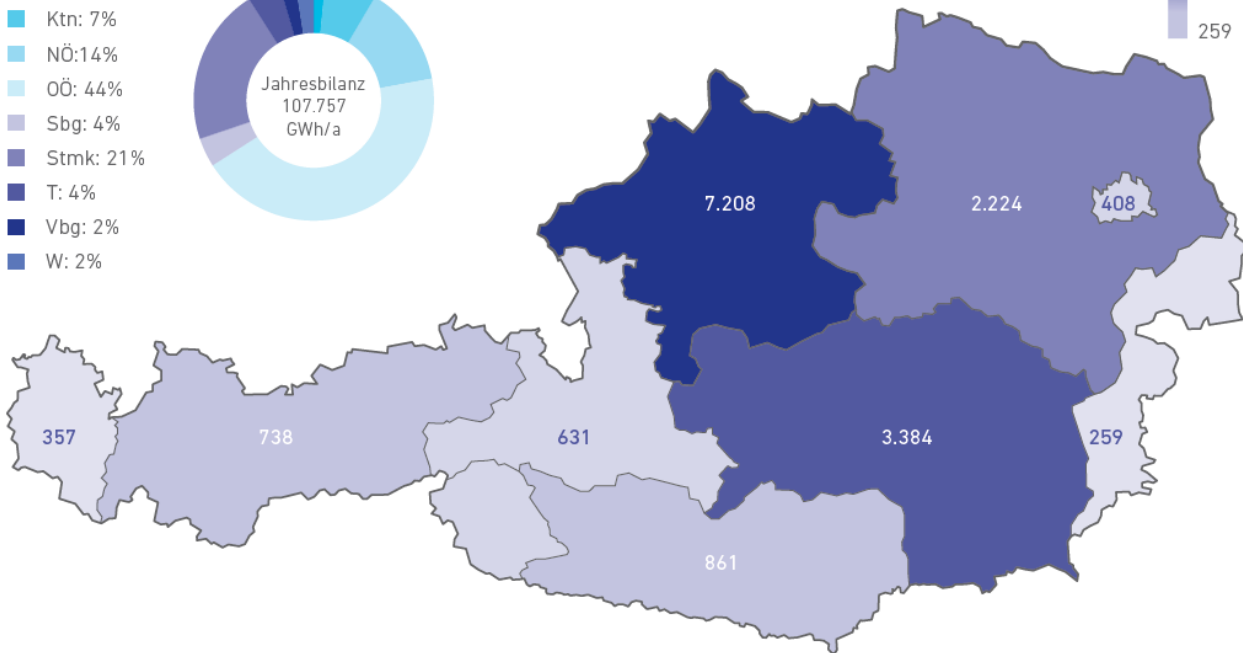 Ktn: 7%
NÖ:14%
OÖ: 44%
Sbg: 4%
Stmk: 21%
T: 4%
Vbg: 2%
W: 2%
Jahresbilanz
107.757
GWh/a
259
7.208
2.224
408
357
738
631
3.384
259
861